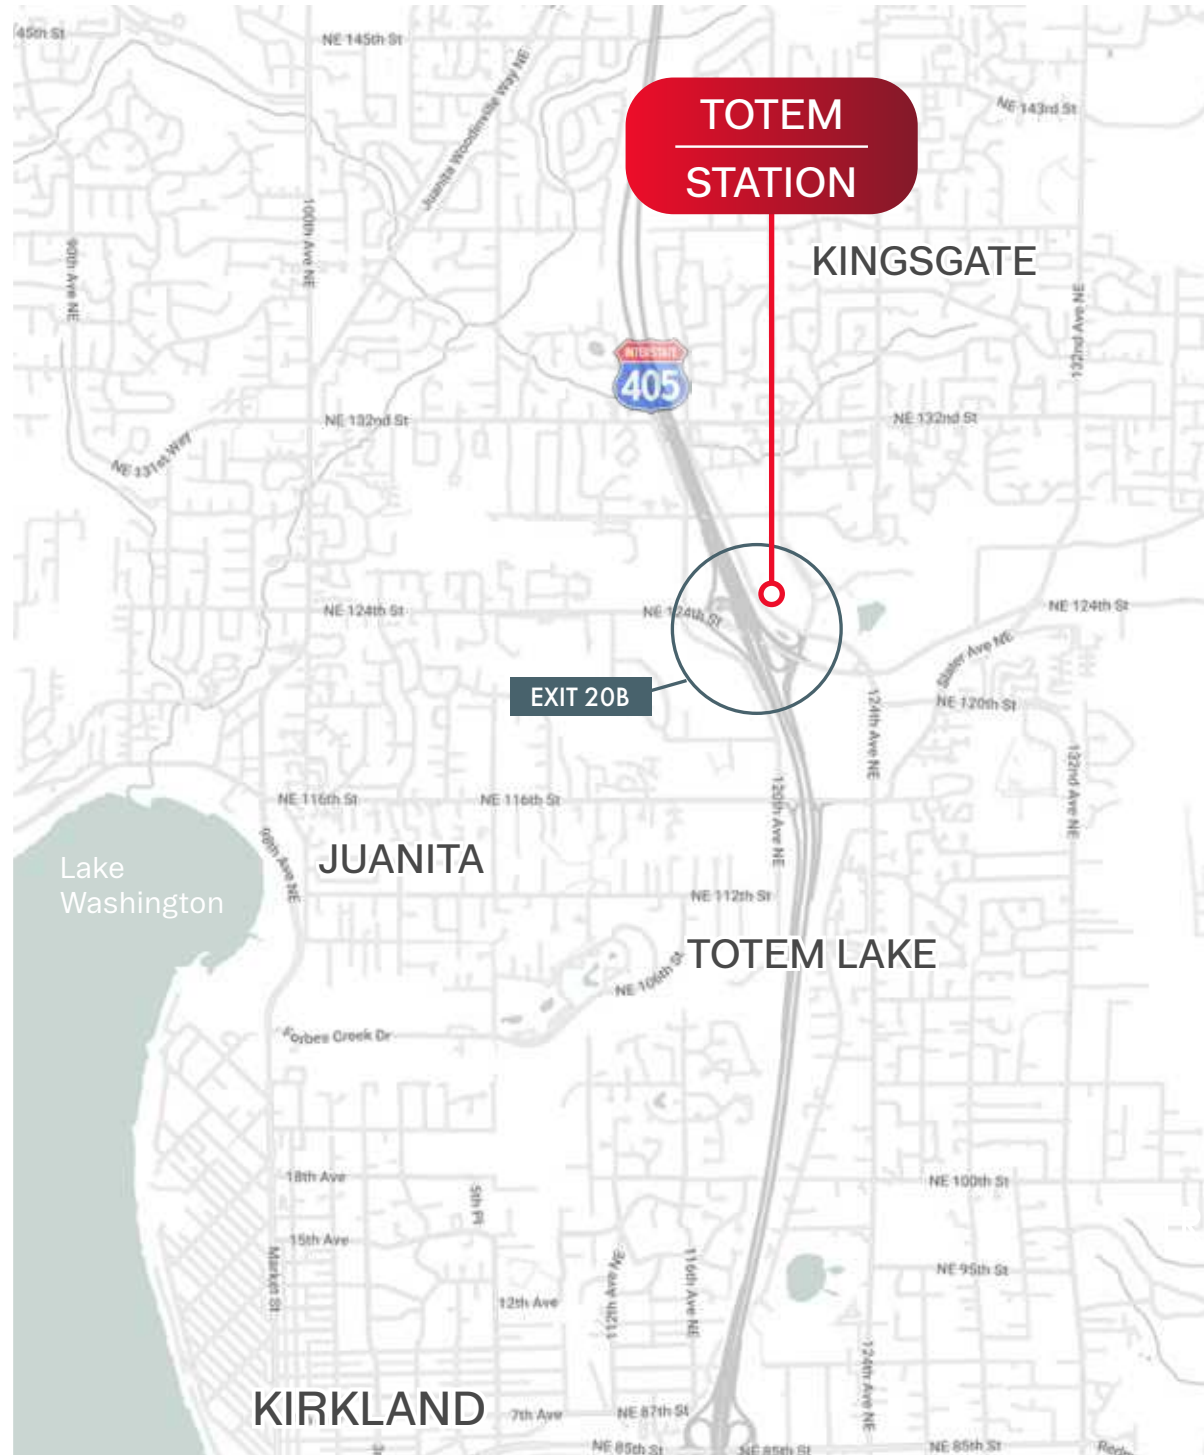 45th St
NE 145th St
Juanita Woodinville Way NE
TOTEM
STATION
NE 143rd St
100th Ave NE
90th Ave NE
KINGSGATE
132nd Ave NE
INTERSTATE
405
NE 132nd St
NE 132nd St
NE 131st Way
NE 124th St
NE 124th St
NE 124th St
Slater Ave NE
EXIT 20B
NE 120th St
124th Ave NE
132nd Ave NE
120th Ave NE
NE 116th St
NE 116th St
98th Ave NE
JUANITA
Lake
Washington
NE 112th St
TOTEM LAKE
NE 106th St
Forbes Creek Dr
18th Ave
5th Pl
NE 100th St
15th Ave
Market St
112th Ave NE
116th Ave NE
NE 95th St
12th Ave
124th Ave NE
KIRKLAND
7th Ave
NE 87th St
NE 85th St
NE 85th St
NE 85th St